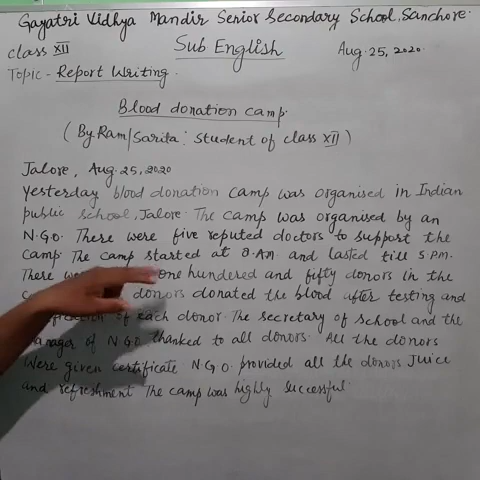 Gayatri Vidhya Mandir Senior Secondary School, Sanchore.
class XII Sub English Aug. 25, 2020.
Topic - Report Writing.
Blood donation camp.
(By. Ram/Sarita: Student of class XII)
Jalore, Aug. 25, 2020
Yesterday blood donation camp was organised in Indian
public school, Jalore. The camp was organised by an
N.G.O. There were five reputed doctors to support the
camp. The camp started at 8.A.M. and lasted till 5 P.M.
There one hundered and fifty donors in the
donors donated the blood after testing and
of each donor. The secretary of school and the
of N.G.O. thanked to all donors. All the donors
were given certificate N.G.O. provided all the donors Juice
and refreshment The camp was highly successful.